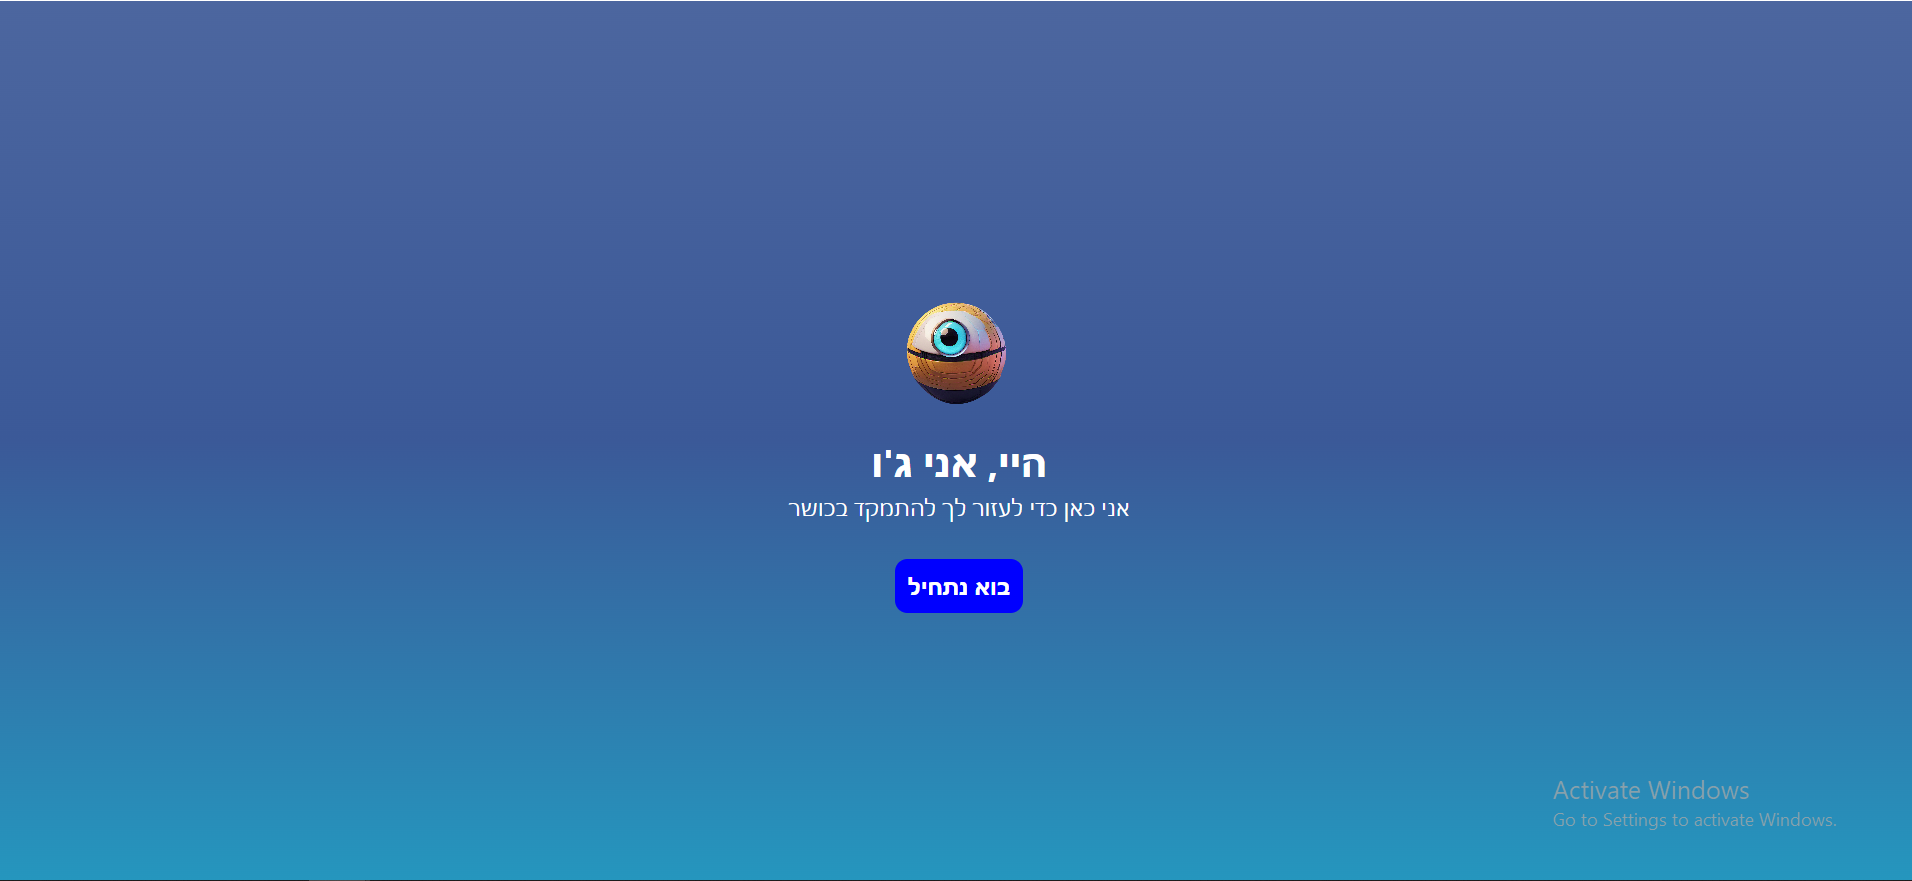 היי, אני ג'ו
אני כאן כדי לעזור לך להתמקד בכושר
בוא נתחיל
Activate Windows
Go to Settings to activate Windows.